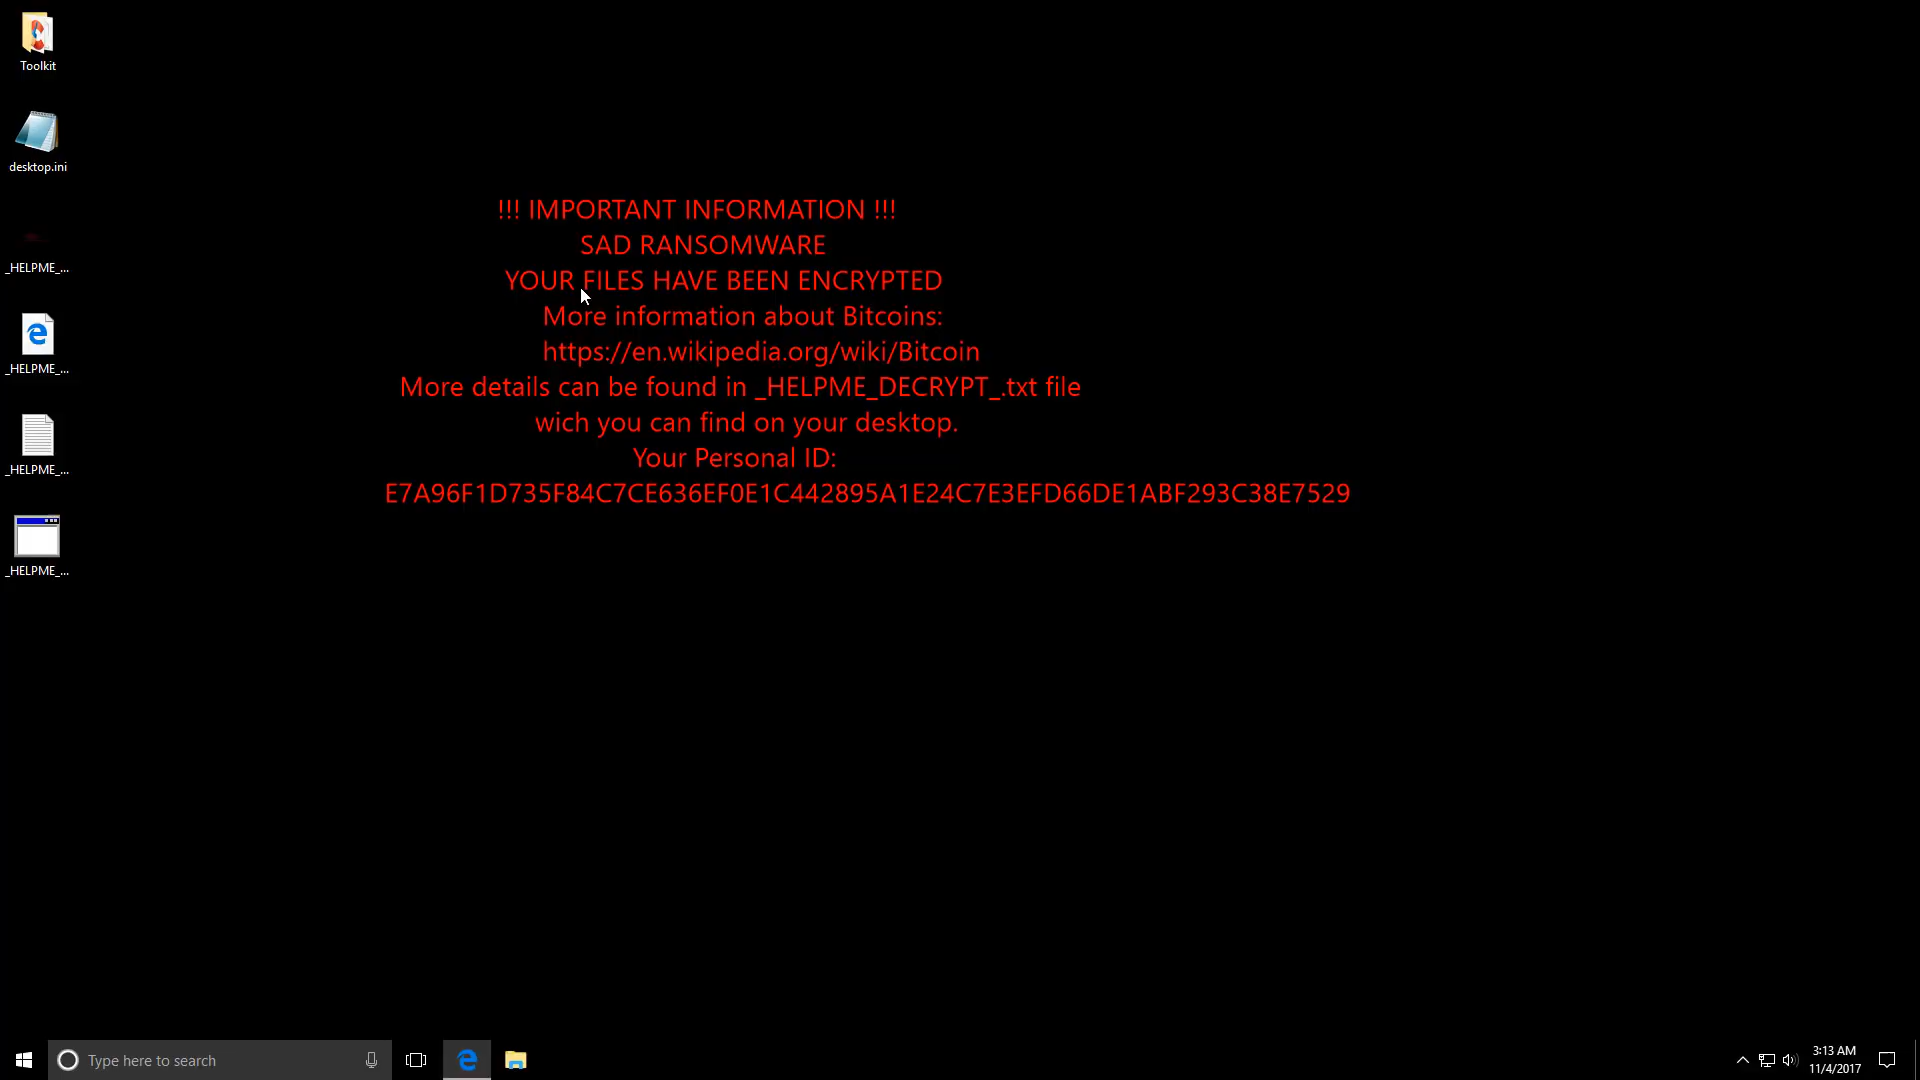 Toolkit
desktop.ini
_HELPME_...
_HELPME_...
_HELPME_...
_HELPME_...
!!! IMPORTANT INFORMATION !!!
SAD RANSOMWARE
YOUR FILES HAVE BEEN ENCRYPTED
More information about Bitcoins:
https://en.wikipedia.org/wiki/Bitcoin
More details can be found in _HELPME_DECRYPT_.txt file
wich you can find on your desktop.
Your Personal ID:
E7A96F1D735F84C7CE636EF0E1C442895A1E24C7E3EFD66DE1ABF293C38E7529
Type here to search
3:13 AM
11/4/2017